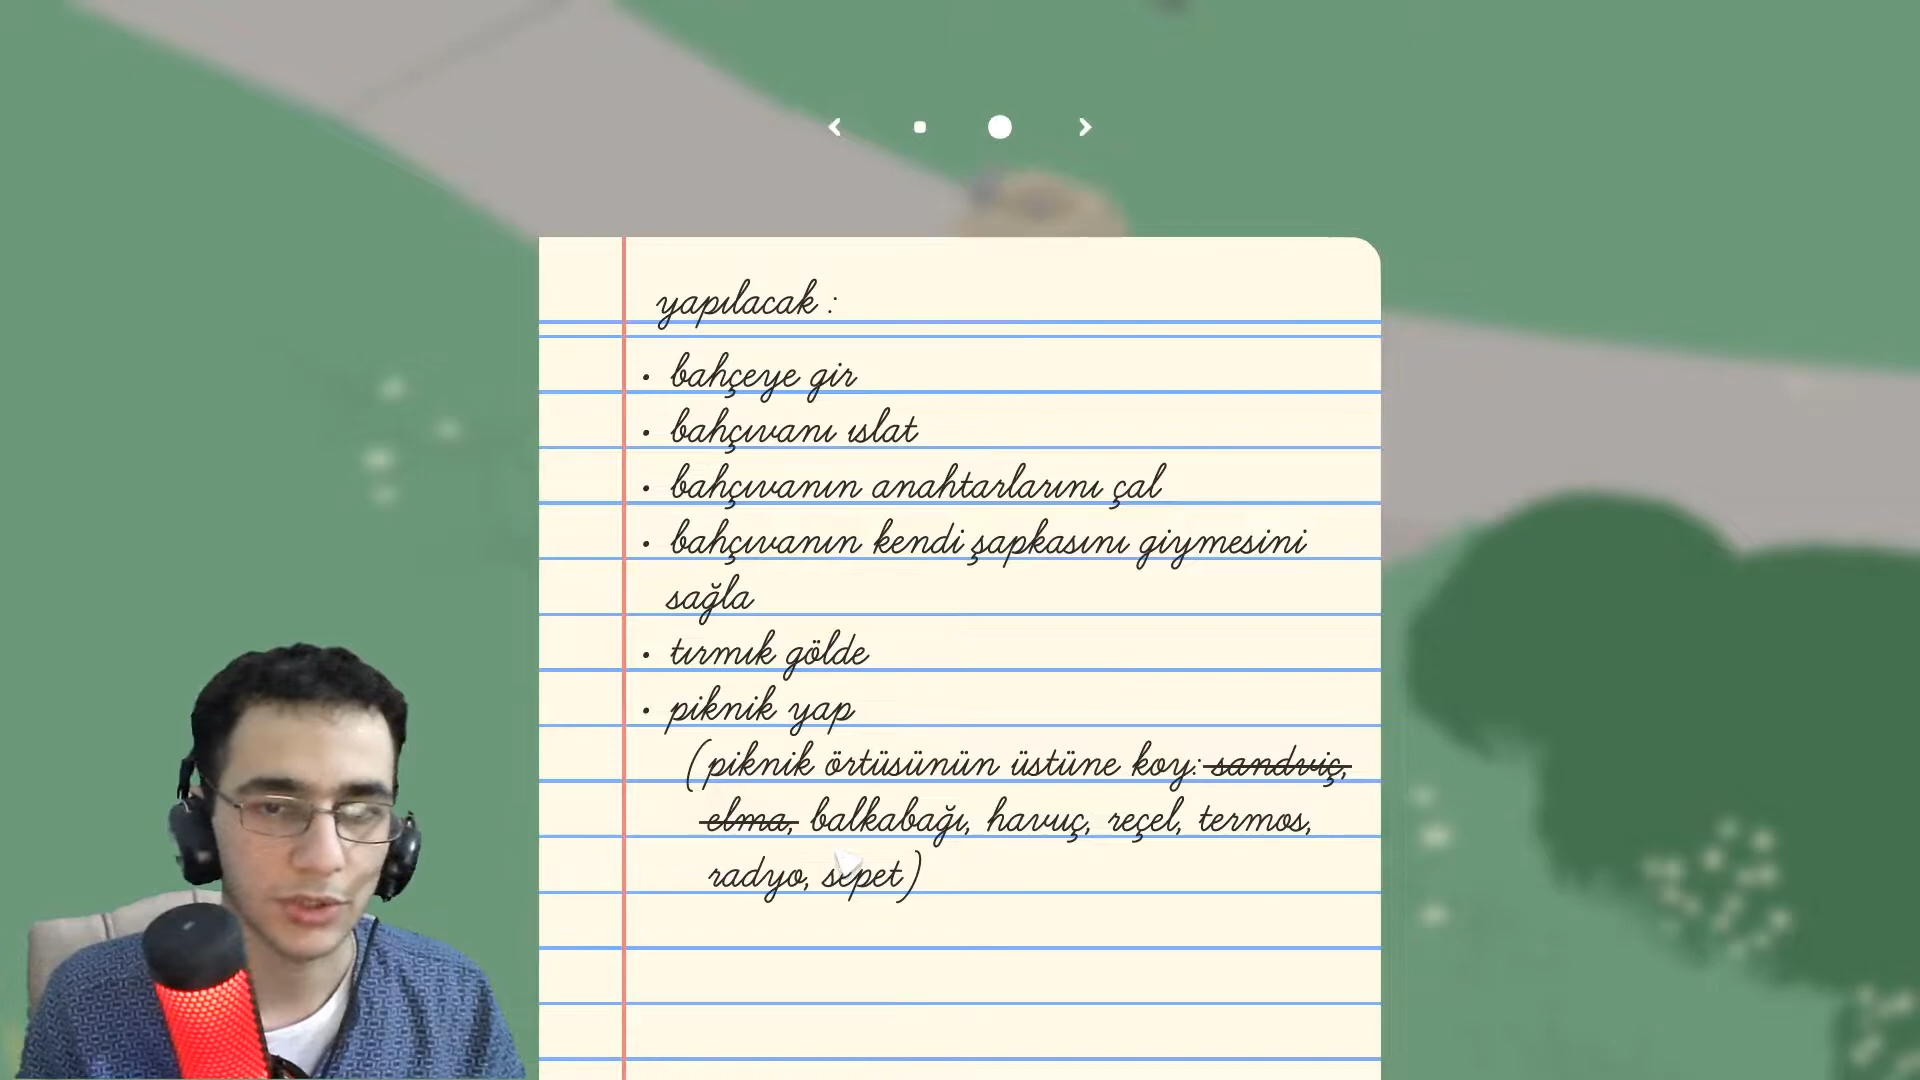 yapılacak :
• bahçeye gir
• bahçıvanı ıslat
• bahçıvanın anahtarlarını çal
• bahçıvanın kendi şapkasını giymesini
sağla
• tırmık gölde
• piknik yap
(piknik örtüsünün üstüne koy: sandviç,
elma, balkabağı, havuç, reçel, termos,
radyo, sepet)